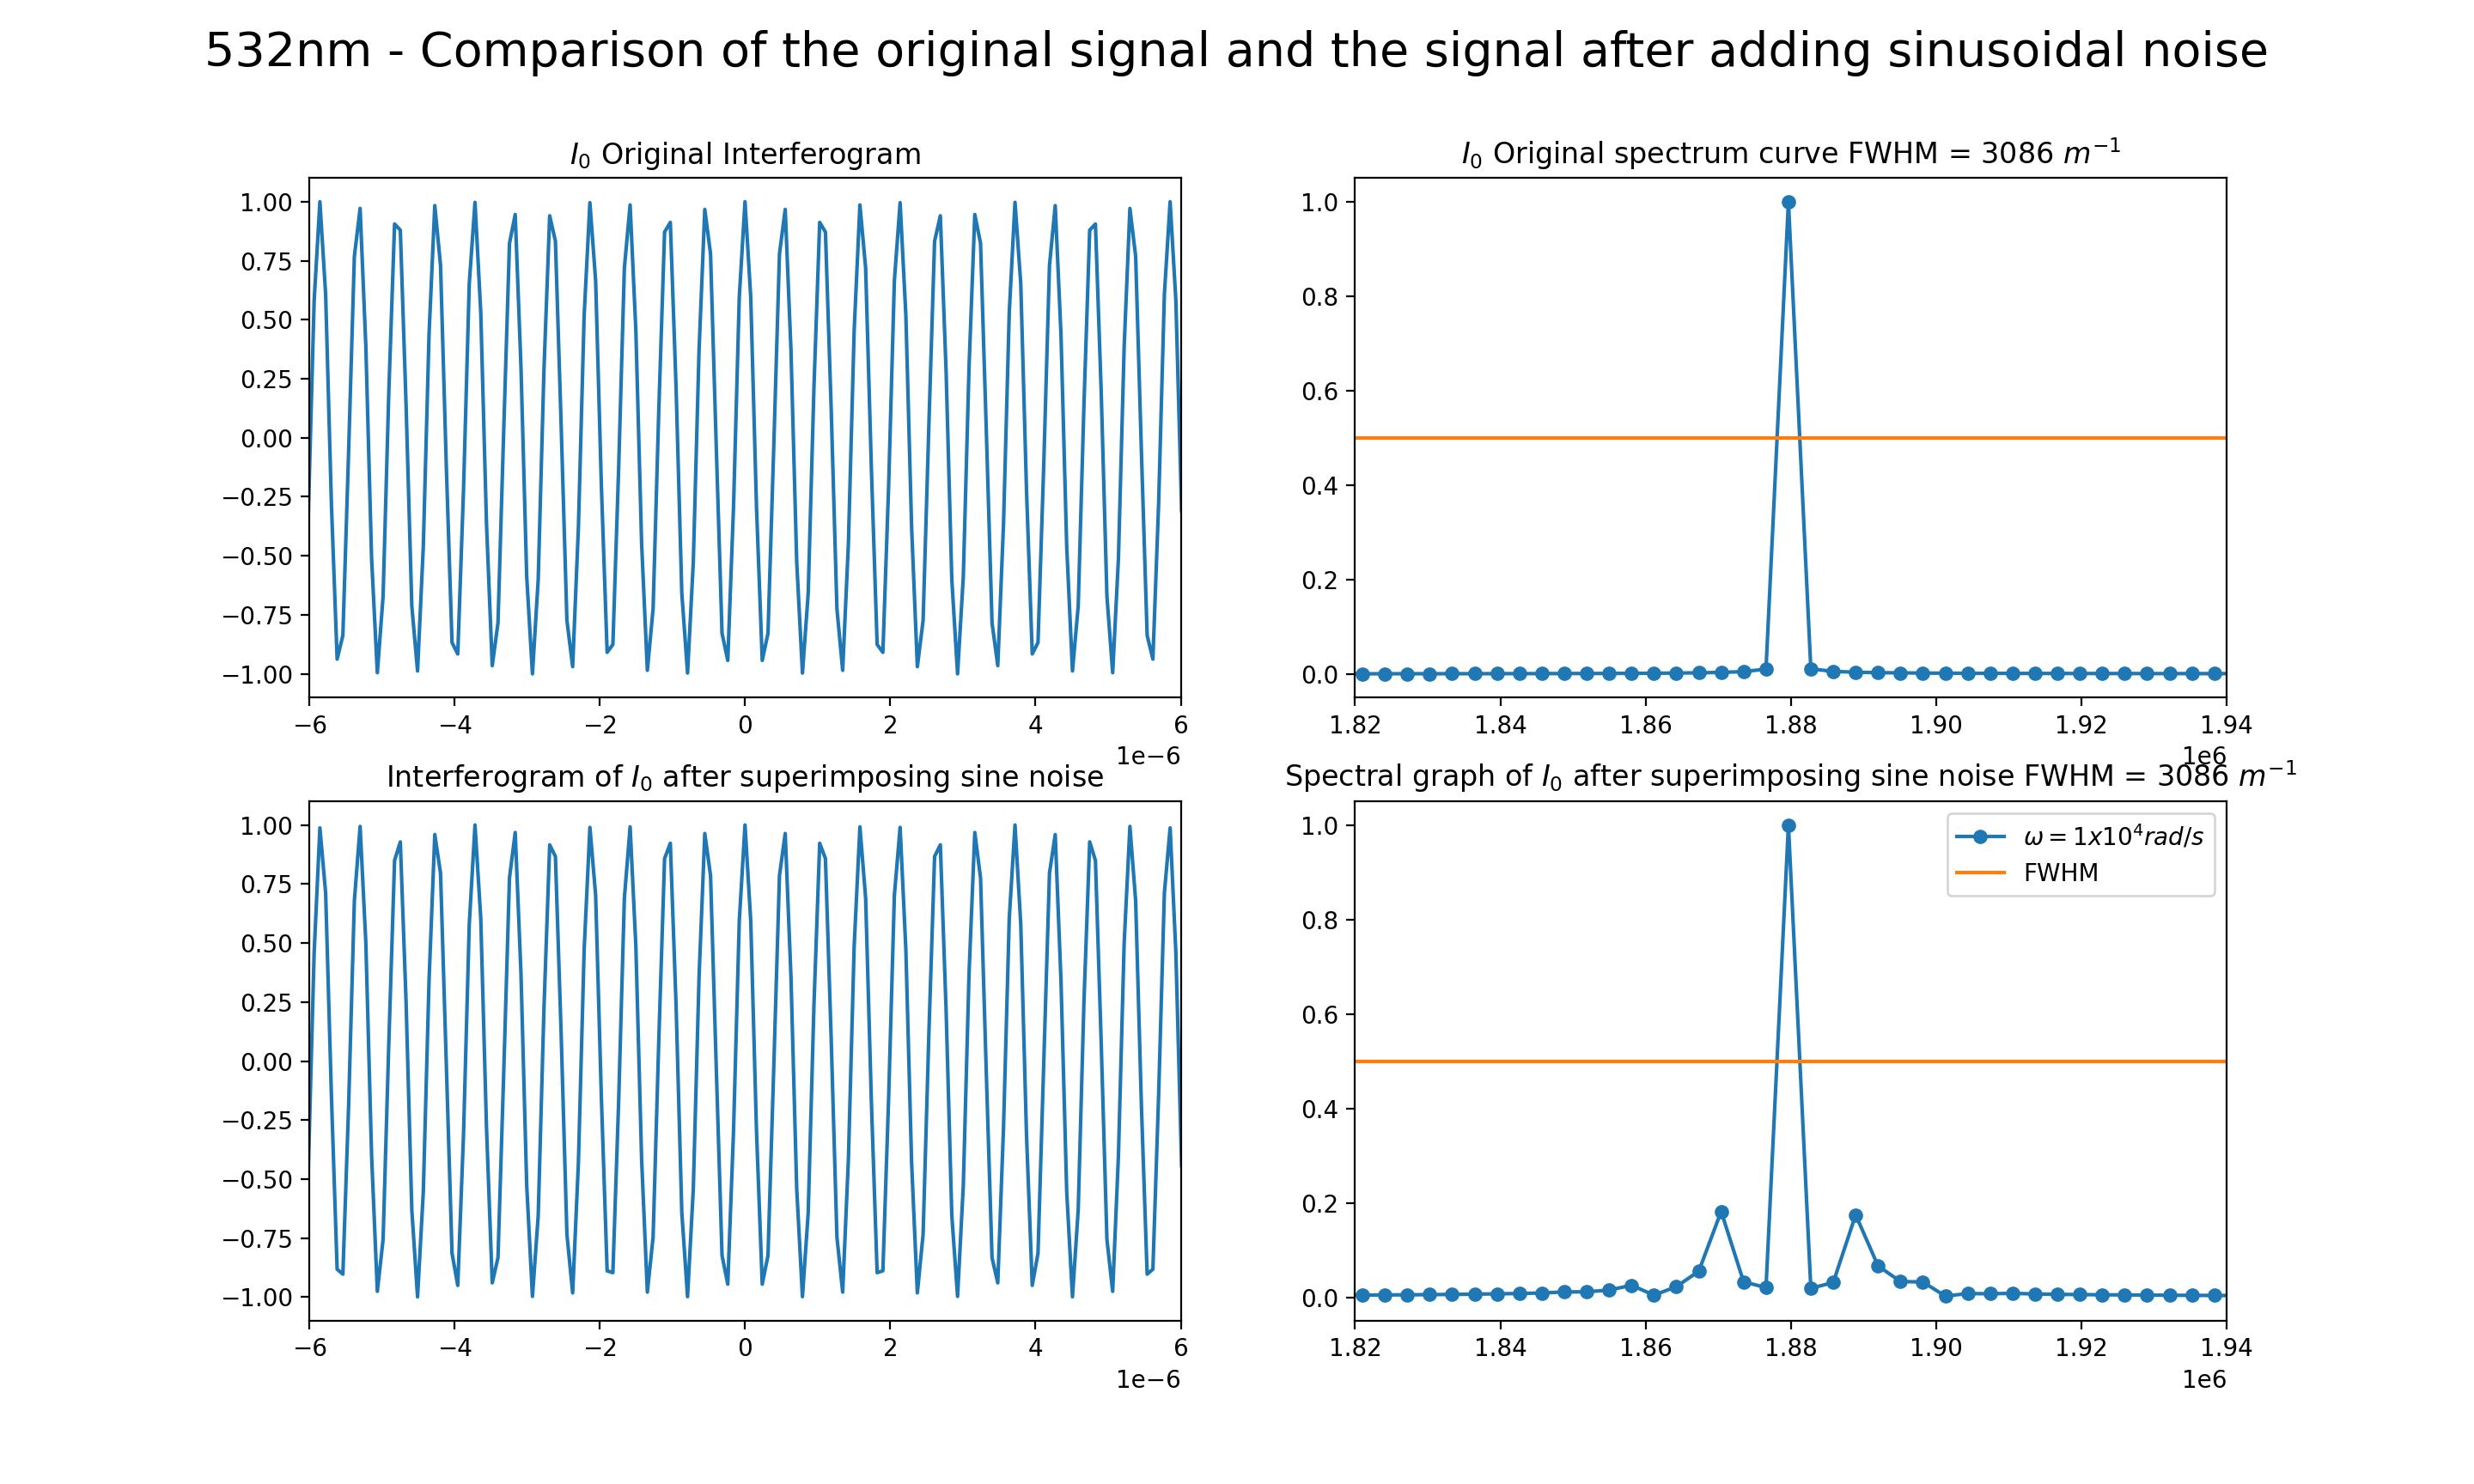 532nm - Comparison of the original signal and the signal after adding sinusoidal noise
I₀ Original Interferogram
1.00
0.75
0.50
0.25
0.00
−0.25
−0.50
−0.75
−1.00
−6 −4 −2 0 2 4 6
1e−6
I₀ Original spectrum curve FWHM = 3086 m⁻¹
1.0
0.8
0.6
0.4
0.2
0.0
1.82 1.84 1.86 1.88 1.90 1.92 1.94
1e6
Interferogram of I₀ after superimposing sine noise
1.00
0.75
0.50
0.25
0.00
−0.25
−0.50
−0.75
−1.00
−6 −4 −2 0 2 4 6
1e−6
Spectral graph of I₀ after superimposing sine noise FWHM = 3086 m⁻¹
ω = 1x10⁴rad/s
FWHM
1.0
0.8
0.6
0.4
0.2
0.0
1.82 1.84 1.86 1.88 1.90 1.92 1.94
1e6